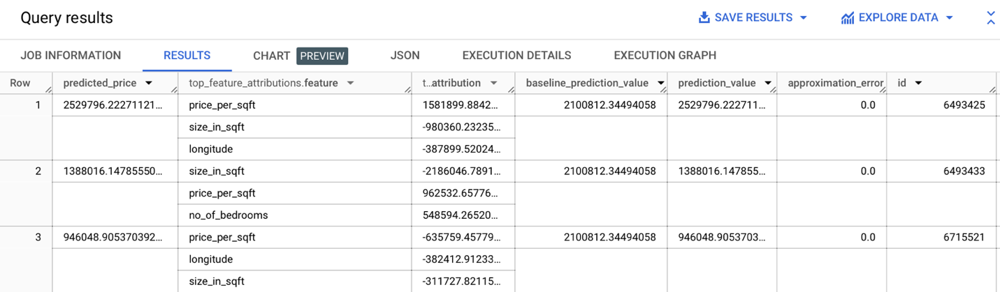 Query results SAVE RESULTS EXPLORE DATA
JOB INFORMATION RESULTS CHART PREVIEW JSON EXECUTION DETAILS EXECUTION GRAPH
Row predicted_price top_feature_attributions.feature t...attribution baseline_prediction_value prediction_value approximation_error id
1 2529796.22271121... price_per_sqft 1581899.8842... 2100812.34494058 2529796.222711... 0.0 6493425
size_in_sqft -980360.23235...
longitude -387899.52024...
2 1388016.14785550... size_in_sqft -2186046.7891... 2100812.34494058 1388016.147855... 0.0 6493433
price_per_sqft 962532.65776...
no_of_bedrooms 548594.26520...
3 946048.905370392... price_per_sqft -635759.45779... 2100812.34494058 946048.9053703... 0.0 6715521
longitude -382412.91233...
size_in_sqft -311727.82115...